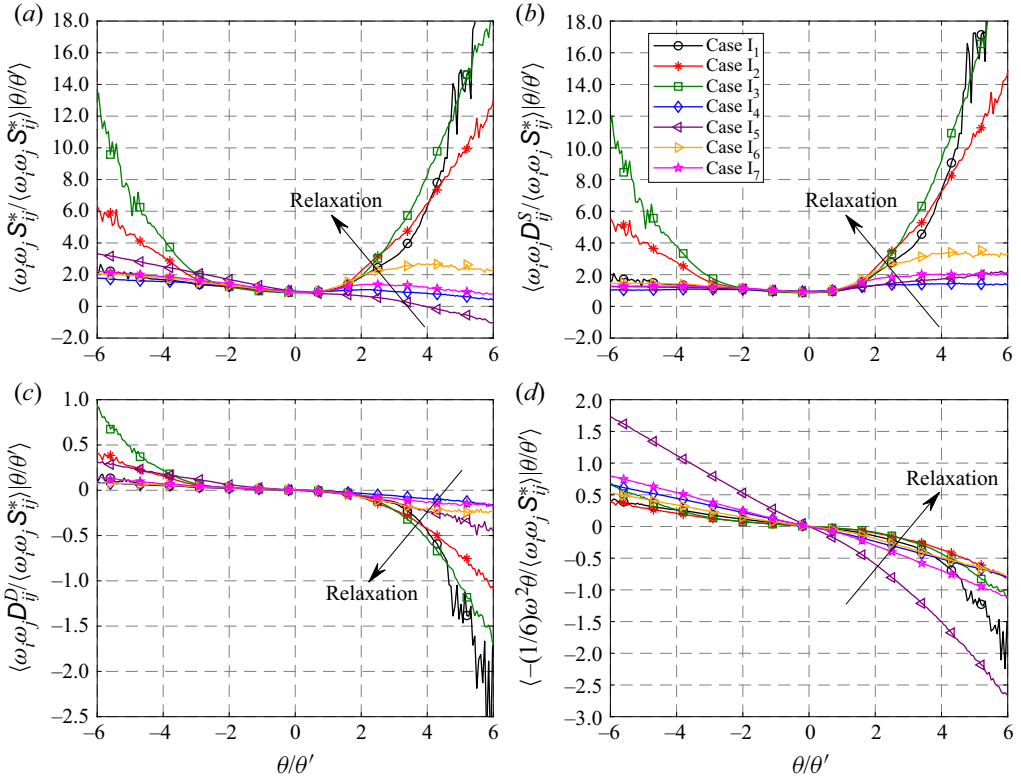 (a)
(b)
18.0
16.0
14.0
12.0
10.0
8.0
6.0
4.0
2.0
0
−2.0
⟨ω_i ω_j S*_ij⟩/⟨ω_i ω_j S*_ij⟩|θ/θ′⟩
Relaxation
−6 −4 −2 0 2 4 6
18.0
16.0
14.0
12.0
10.0
8.0
6.0
4.0
2.0
0
−2.0
⟨ω_i ω_j D^S_ij/⟨ω_i ω_j S*_ij⟩|θ/θ′⟩
Case I₁
Case I₂
Case I₃
Case I₄
Case I₅
Case I₆
Case I₇
Relaxation
−6 −4 −2 0 2 4 6
(c)
(d)
1.0
0.5
0
−0.5
−1.0
−1.5
−2.0
−2.5
⟨ω_i ω_j D^D_ij/⟨ω_i ω_j S*_ij⟩|θ/θ′⟩
Relaxation
−6 −4 −2 0 2 4 6
θ/θ′
2.0
1.5
1.0
0.5
0
−0.5
−1.0
−1.5
−2.0
−2.5
−3.0
⟨−(1/6)ω²θ/⟨ω_i ω_j S*_ij⟩|θ/θ′⟩
Relaxation
−6 −4 −2 0 2 4 6
θ/θ′